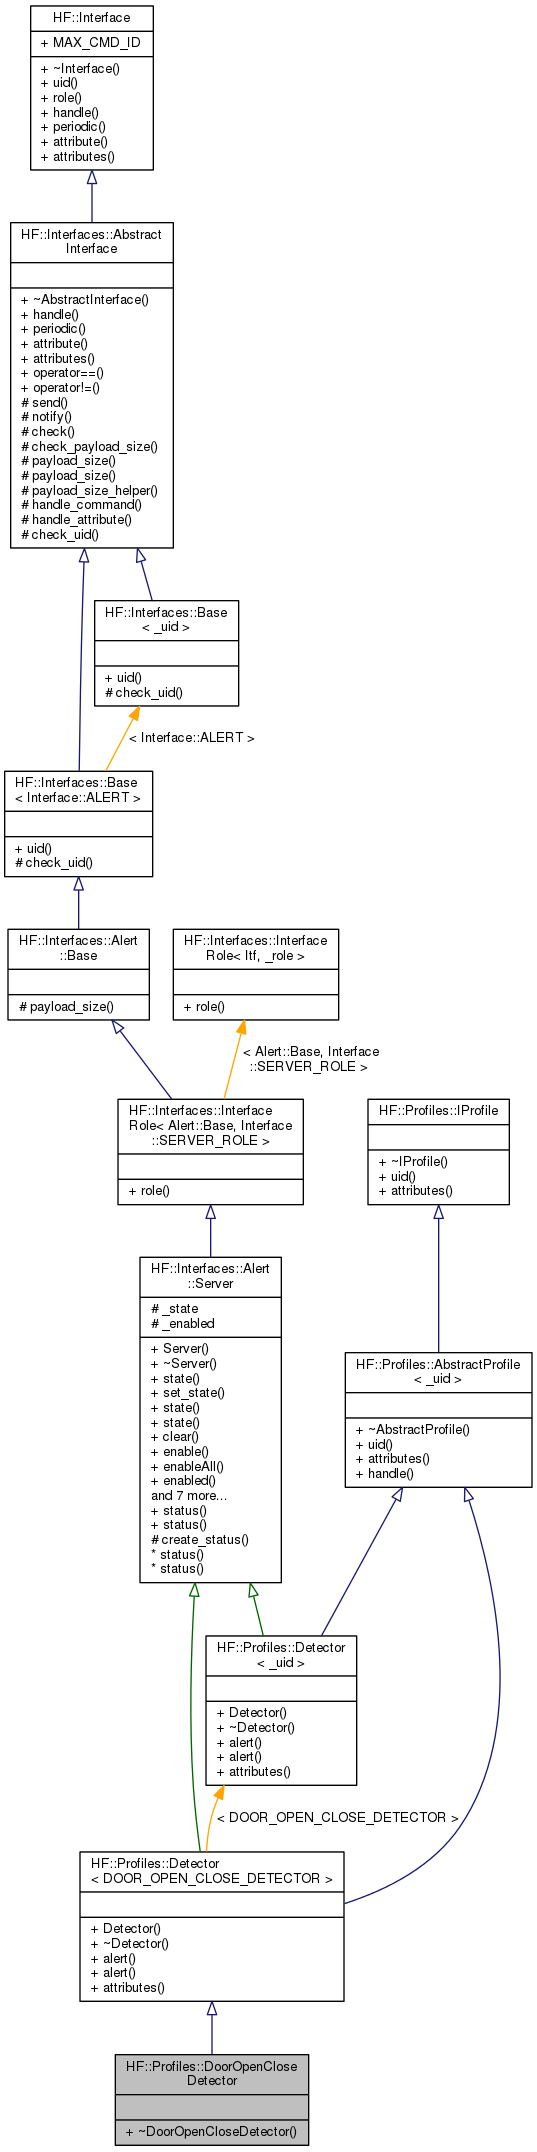 HF::Interface
+ MAX_CMD_ID
+ ~Interface()
+ uid()
+ role()
+ handle()
+ periodic()
+ attribute()
+ attributes()
HF::Interfaces::Abstract
Interface
+ ~AbstractInterface()
+ handle()
+ periodic()
+ attribute()
+ attributes()
+ operator==()
+ operator!=()
# send()
# notify()
# check()
# check_payload_size()
# payload_size()
# payload_size()
# payload_size_helper()
# handle_command()
# handle_attribute()
# check_uid()
HF::Interfaces::Base
< _uid >
+ uid()
# check_uid()
< Interface::ALERT >
HF::Interfaces::Base
< Interface::ALERT >
+ uid()
# check_uid()
HF::Interfaces::Alert
::Base
# payload_size()
HF::Interfaces::Interface
Role< Itf, _role >
+ role()
< Alert::Base, Interface
::SERVER_ROLE >
HF::Interfaces::Interface
Role< Alert::Base, Interface
::SERVER_ROLE >
+ role()
HF::Profiles::IProfile
+ ~IProfile()
+ uid()
+ attributes()
HF::Interfaces::Alert
::Server
# _state
# _enabled
+ Server()
+ ~Server()
+ state()
+ set_state()
+ state()
+ state()
+ clear()
+ enable()
+ enableAll()
+ enabled()
and 7 more...
+ status()
+ status()
# create_status()
* status()
* status()
HF::Profiles::AbstractProfile
< _uid >
+ ~AbstractProfile()
+ uid()
+ attributes()
+ handle()
HF::Profiles::Detector
< _uid >
+ Detector()
+ ~Detector()
+ alert()
+ alert()
+ attributes()
< DOOR_OPEN_CLOSE_DETECTOR >
HF::Profiles::Detector
< DOOR_OPEN_CLOSE_DETECTOR >
+ Detector()
+ ~Detector()
+ alert()
+ alert()
+ attributes()
HF::Profiles::DoorOpenClose
Detector
+ ~DoorOpenCloseDetector()